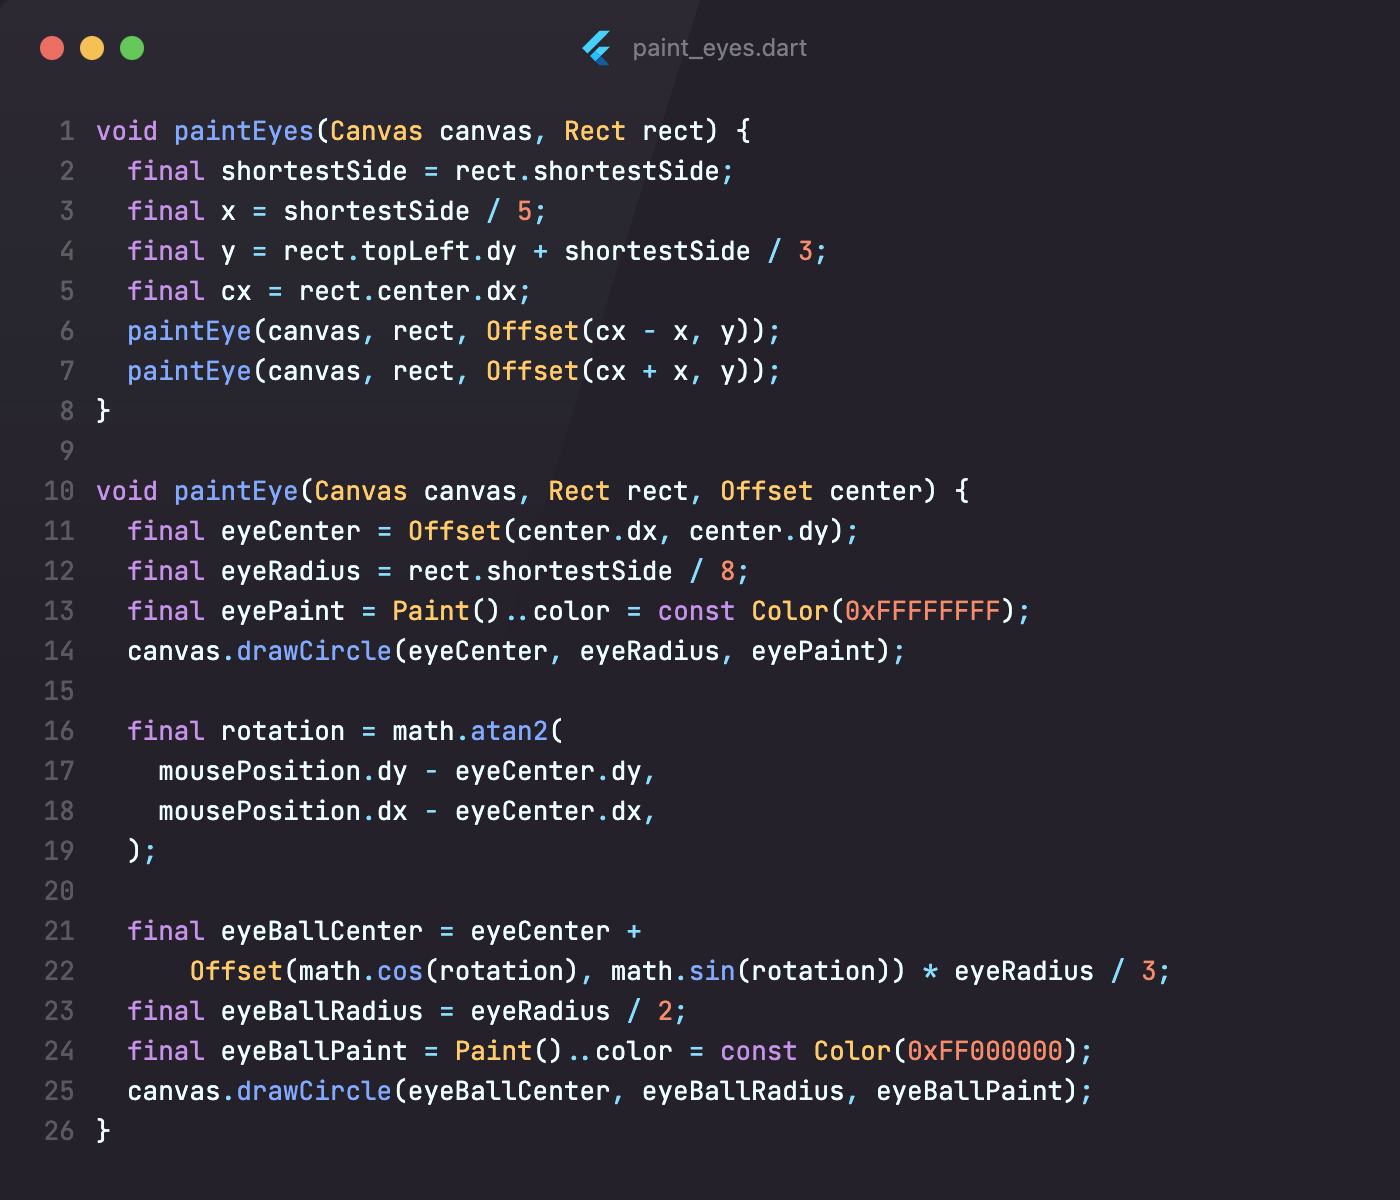 paint_eyes.dart
1 void paintEyes(Canvas canvas, Rect rect) {
2   final shortestSide = rect.shortestSide;
3   final x = shortestSide / 5;
4   final y = rect.topLeft.dy + shortestSide / 3;
5   final cx = rect.center.dx;
6   paintEye(canvas, rect, Offset(cx - x, y));
7   paintEye(canvas, rect, Offset(cx + x, y));
8 }
9
10 void paintEye(Canvas canvas, Rect rect, Offset center) {
11   final eyeCenter = Offset(center.dx, center.dy);
12   final eyeRadius = rect.shortestSide / 8;
13   final eyePaint = Paint()..color = const Color(0xFFFFFFFF);
14   canvas.drawCircle(eyeCenter, eyeRadius, eyePaint);
15
16   final rotation = math.atan2(
17     mousePosition.dy - eyeCenter.dy,
18     mousePosition.dx - eyeCenter.dx,
19   );
20
21   final eyeBallCenter = eyeCenter +
22       Offset(math.cos(rotation), math.sin(rotation)) * eyeRadius / 3;
23   final eyeBallRadius = eyeRadius / 2;
24   final eyeBallPaint = Paint()..color = const Color(0xFF000000);
25   canvas.drawCircle(eyeBallCenter, eyeBallRadius, eyeBallPaint);
26 }